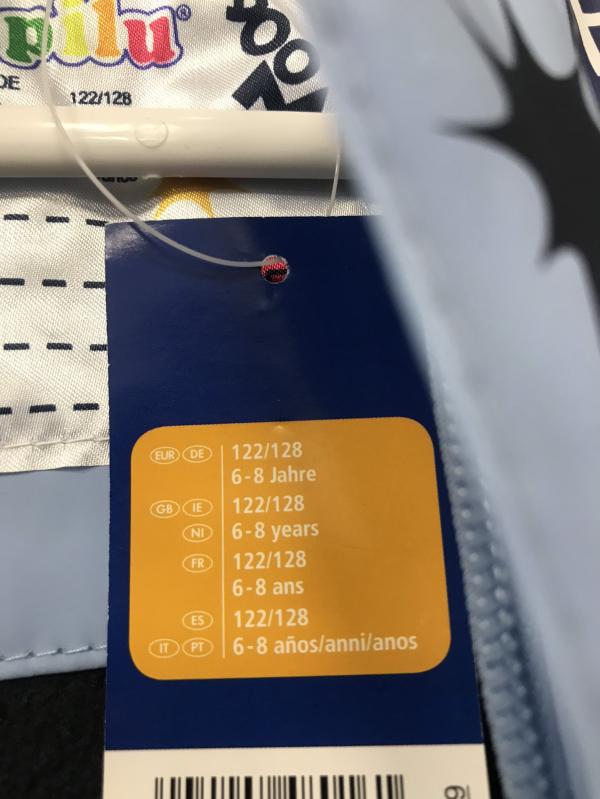 pilu®
DE
122/128
EUR DE 122/128
6-8 Jahre
GB IE 122/128
NI 6-8 years
FR 122/128
6-8 ans
ES 122/128
IT PT 6-8 años/anni/anos